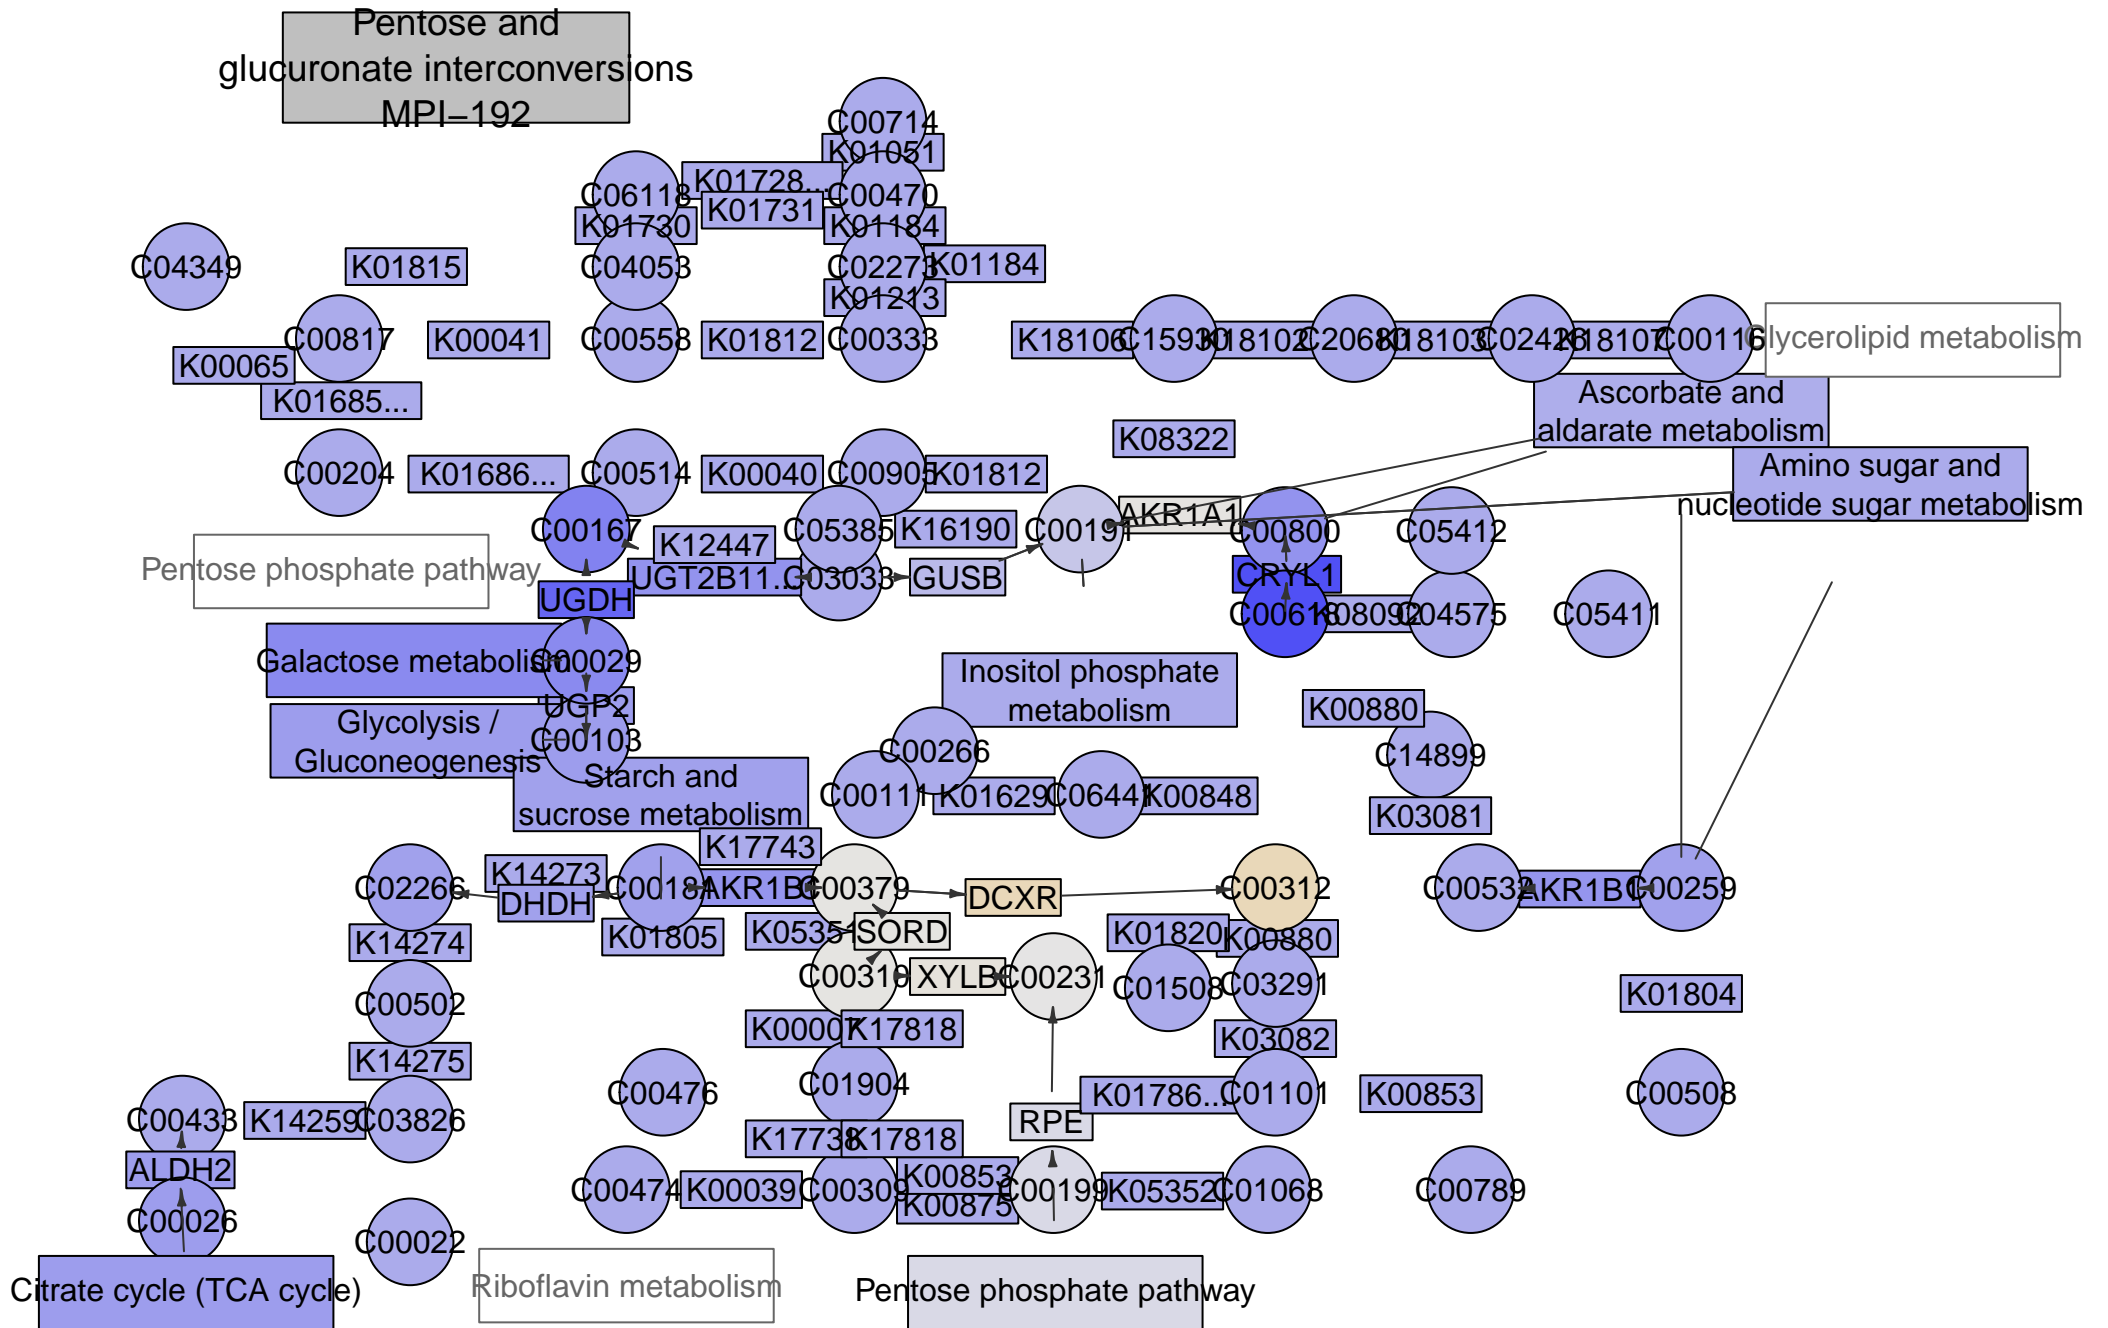 Pentose and
glucuronate interconversions
MPI–192
C00714
K01051
C06118
K01728...
C00470
K01731
K01730
K01184
C04349
K01815
C04053
C02273
K01184
K01213
C00817
K00041
C00558
K01812
C00333
K18106
C15930
K18102
C20680
K18103
C02426
K18107
C00116
Glycerolipid metabolism
K00065
K01685...
Ascorbate and
aldarate metabolism
K08322
C00204
K01686...
C00514
K00040
C00905
K01812
Amino sugar and
nucleotide sugar metabolism
C00167
C05385
K16190
C00191
AKR1A1
C00800
C05412
K12447
Pentose phosphate pathway
UGT2B11...
C03033
GUSB
CRYL1
UGDH
C00618
K08092
C04575
C05411
Galactose metabolism
C00029
Inositol phosphate
metabolism
UGP2
K00880
Glycolysis /
Gluconeogenesis
C00103
C00266
C14899
Starch and
sucrose metabolism
C00111
K01629
C06441
K00848
K03081
K17743
C02266
K14273
DHDH
C00181
AKR1B1
C00379
DCXR
C00312
C00532
AKR1B1
C00259
K14274
K01805
K05351
SORD
K01820
K00880
C00310
XYLB
C00231
C01508
C03291
K01804
C00502
K00007
K17818
K03082
K14275
C00476
C01904
K01786...
C01101
K00853
C00508
C00433
K14259
C03826
RPE
K17738
K17818
ALDH2
K00853
C00474
K00039
C00309
C00199
K05352
C01068
C00789
K00875
C00026
C00022
Citrate cycle (TCA cycle)
Riboflavin metabolism
Pentose phosphate pathway